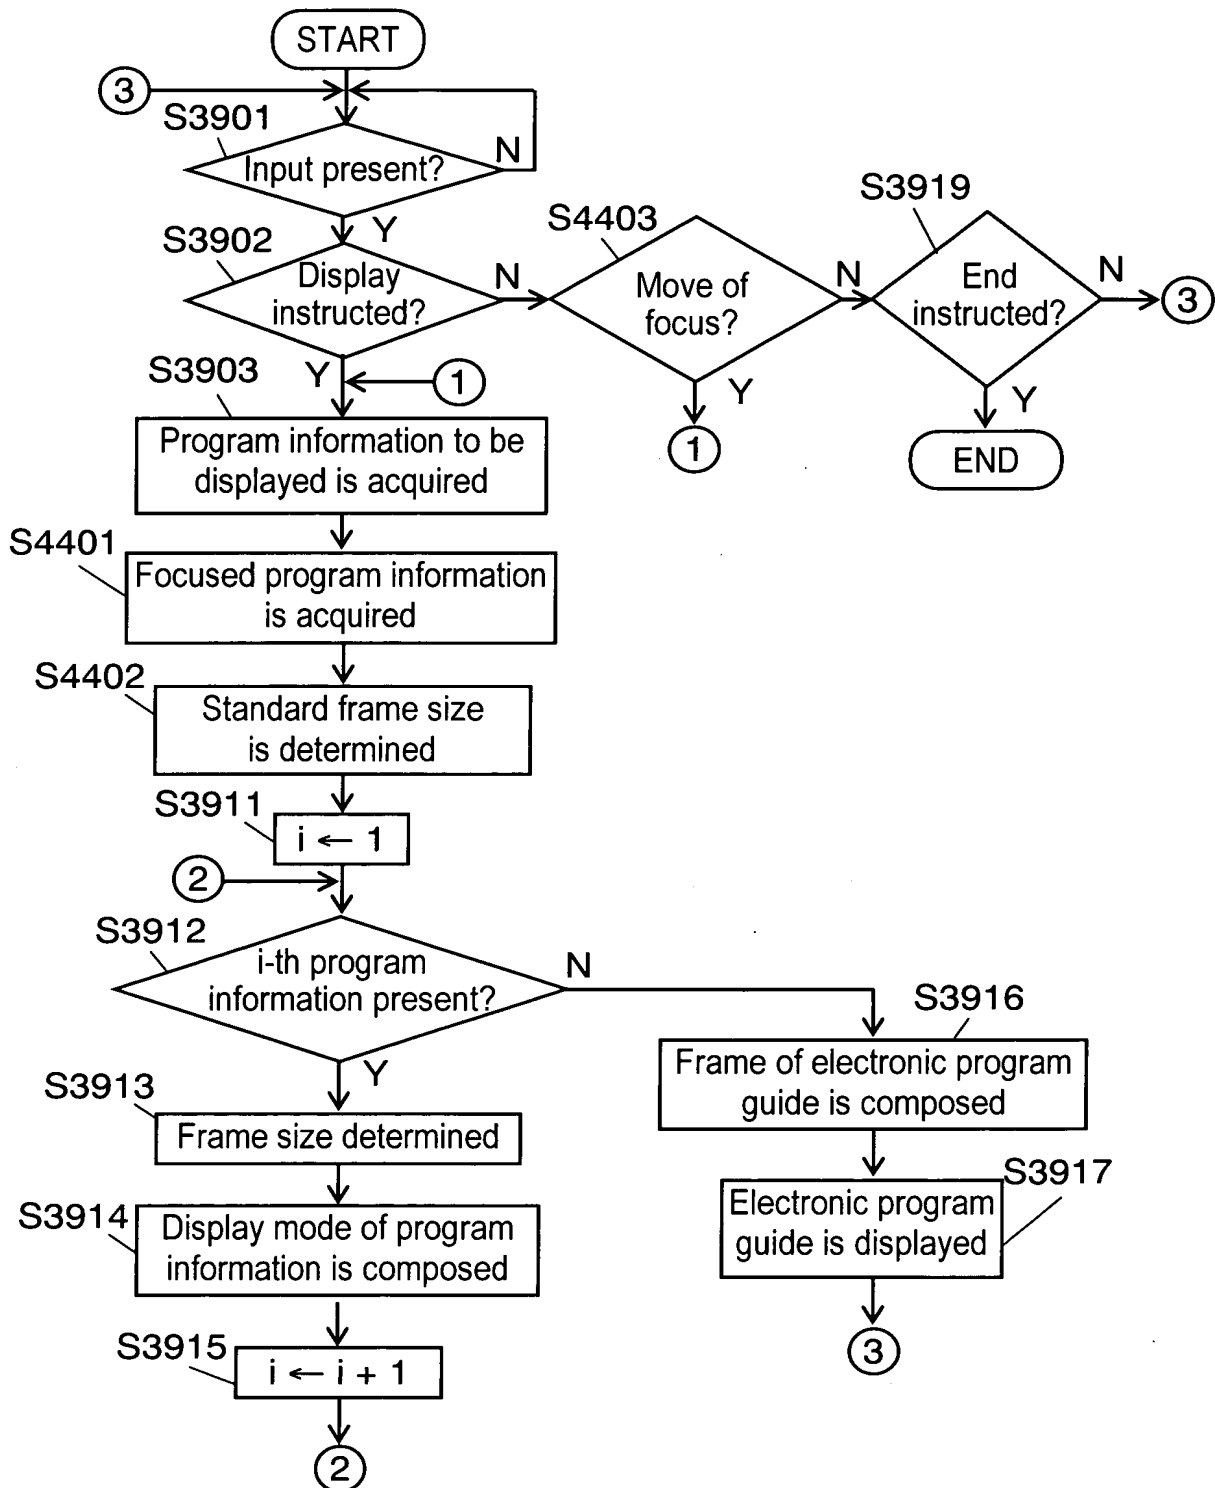 START
3
S3901
Input present?
N
Y
S3902
Display
instructed?
N
S4403
Move of
focus?
N
S3919
End
instructed?
N
3
Y
1
Y
1
Y
END
S3903
Program information to be
displayed is acquired
S4401
Focused program information
is acquired
S4402
Standard frame size
is determined
S3911
i ← 1
2
S3912
i-th program
information present?
N
Y
S3916
Frame of electronic program
guide is composed
S3913
Frame size determined
S3917
Electronic program
guide is displayed
S3914
Display mode of program
information is composed
3
S3915
i ← i + 1
2